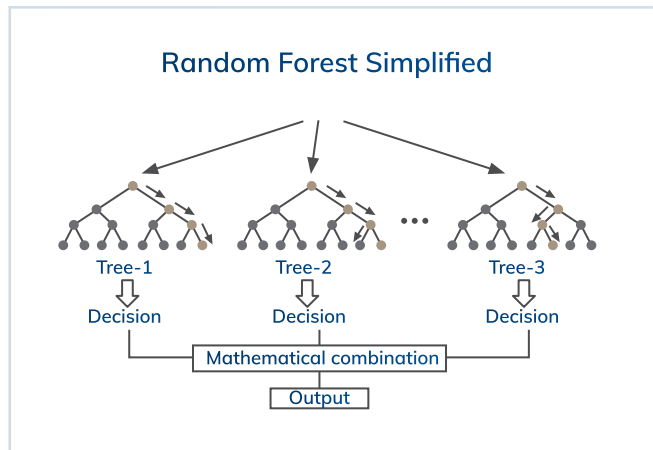 Random Forest Simplified
Tree-1
Tree-2
Tree-3
Decision
Decision
Decision
Mathematical combination
Output